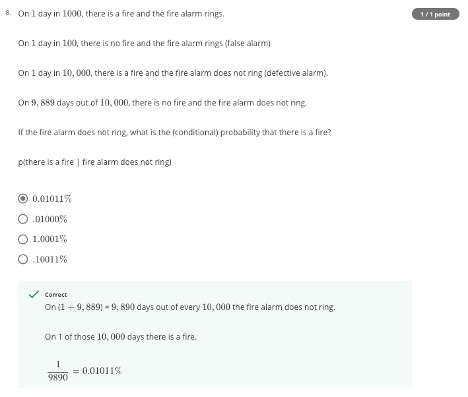 8. On 1 day in 1000, there is a fire and the fire alarm rings.
1 / 1 point
On 1 day in 100, there is no fire and the fire alarm rings (false alarm)
On 1 day in 10, 000, there is a fire and the fire alarm does not ring (defective alarm).
On 9, 889 days out of 10, 000, there is no fire and the fire alarm does not ring.
If the fire alarm does not ring, what is the (conditional) probability that there is a fire?
p(there is a fire | fire alarm does not ring)
0.01011%
.01000%
1.0001%
.10011%
Correct
On (1 + 9, 889) = 9, 890 days out of every 10, 000 the fire alarm does not ring.
On 1 of those 10, 000 days there is a fire.
1
9890 = 0.01011%